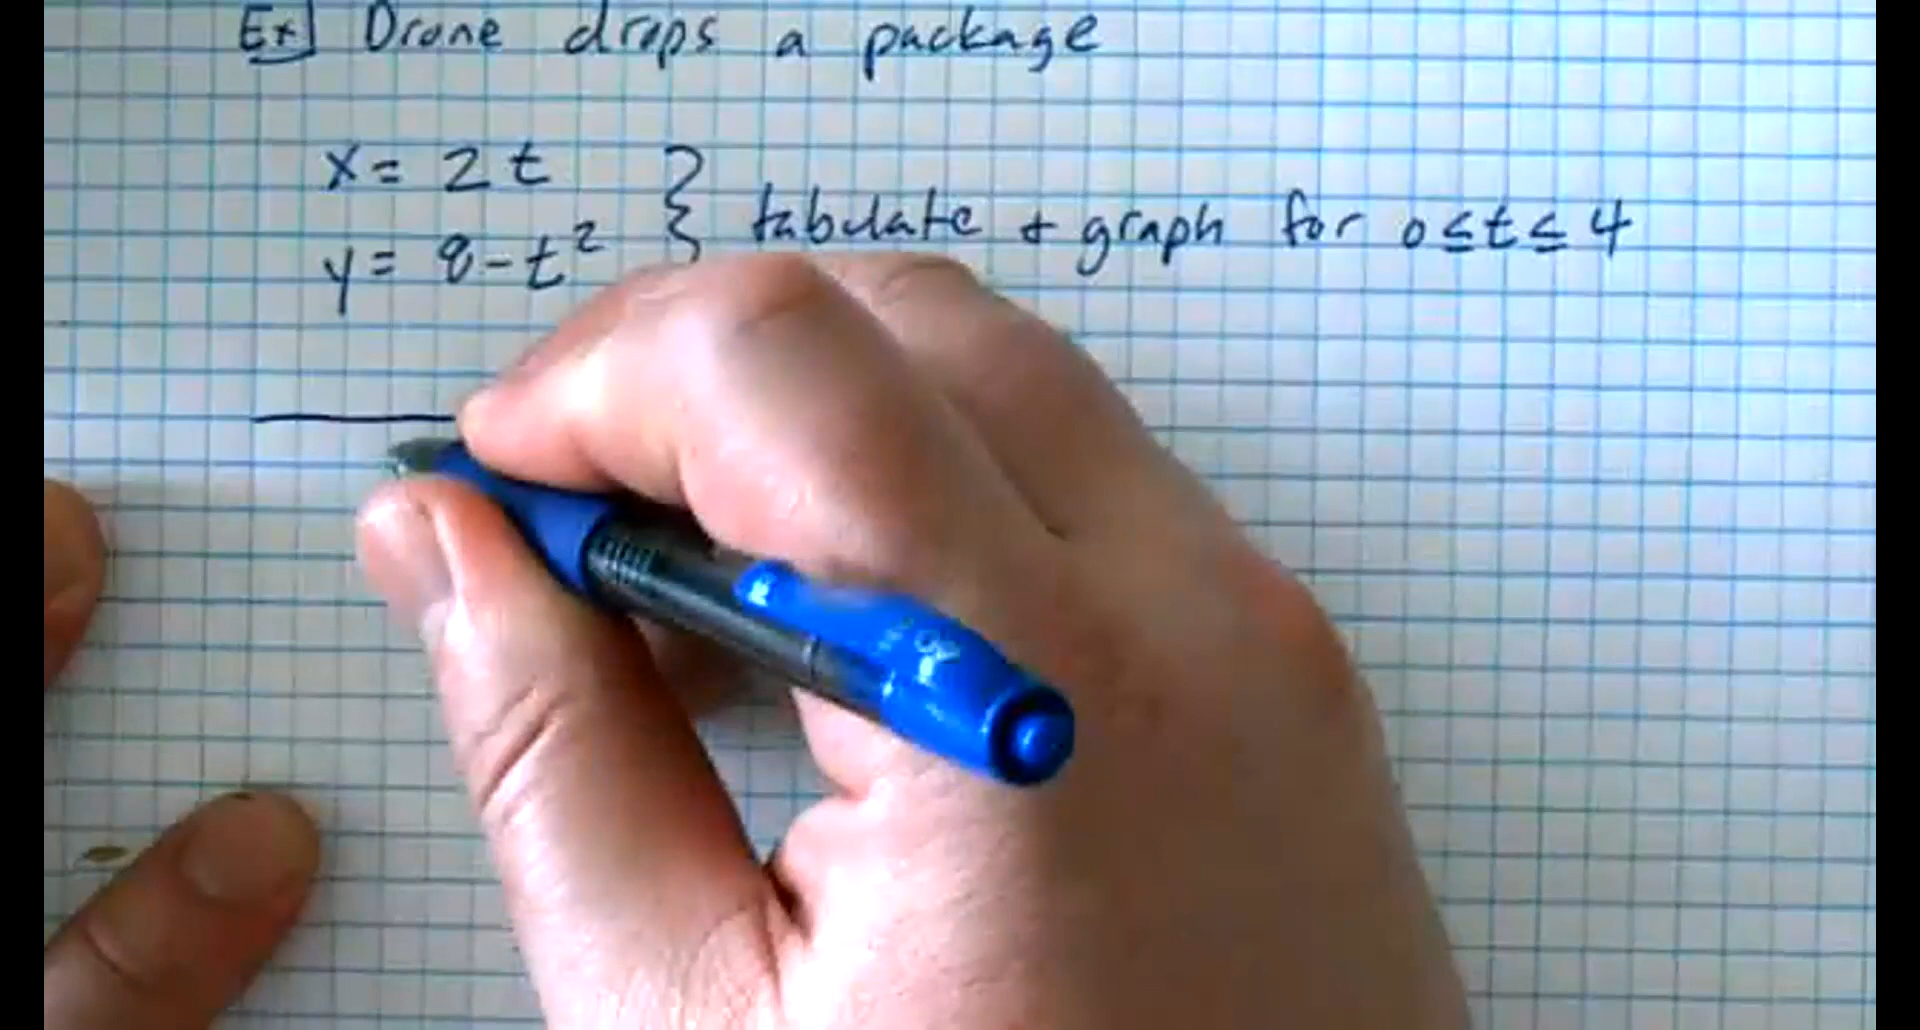 Ex] Drone drops a package
x = 2t
y = 8-t² } tabulate + graph for 0≤t≤4